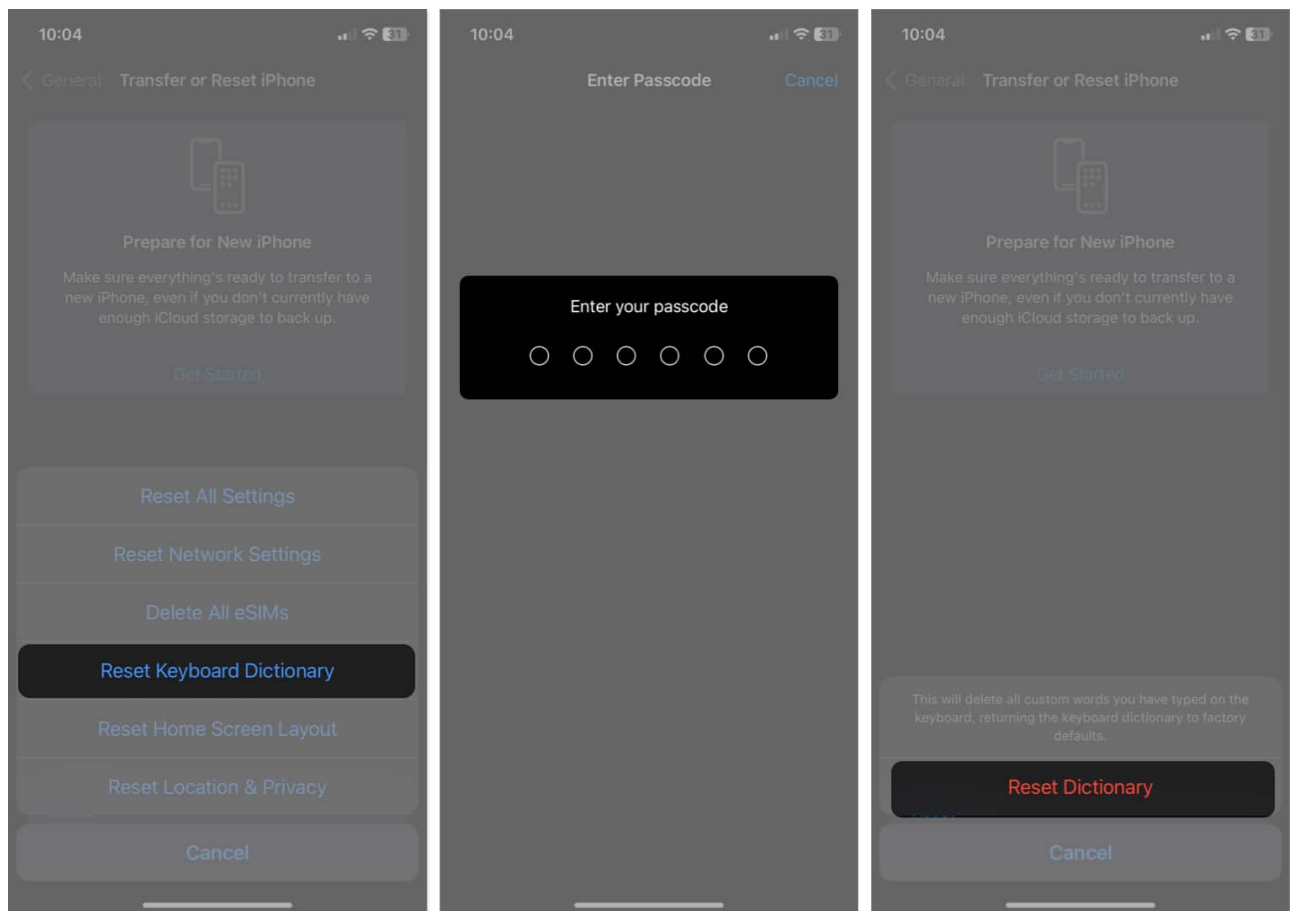 10:04
31
General
Transfer or Reset iPhone
Prepare for New iPhone
Make sure everything's ready to transfer to a
new iPhone, even if you don't currently have
enough iCloud storage to back up.
Get Started
Reset All Settings
Reset Network Settings
Delete All eSIMs
Reset Keyboard Dictionary
Reset Home Screen Layout
Reset Location & Privacy
Cancel
10:04
31
Enter Passcode
Cancel
Enter your passcode
10:04
31
General
Transfer or Reset iPhone
Prepare for New iPhone
Make sure everything's ready to transfer to a
new iPhone, even if you don't currently have
enough iCloud storage to back up.
Get Started
This will delete all custom words you have typed on the
keyboard, returning the keyboard dictionary to factory
defaults.
Reset Dictionary
Cancel